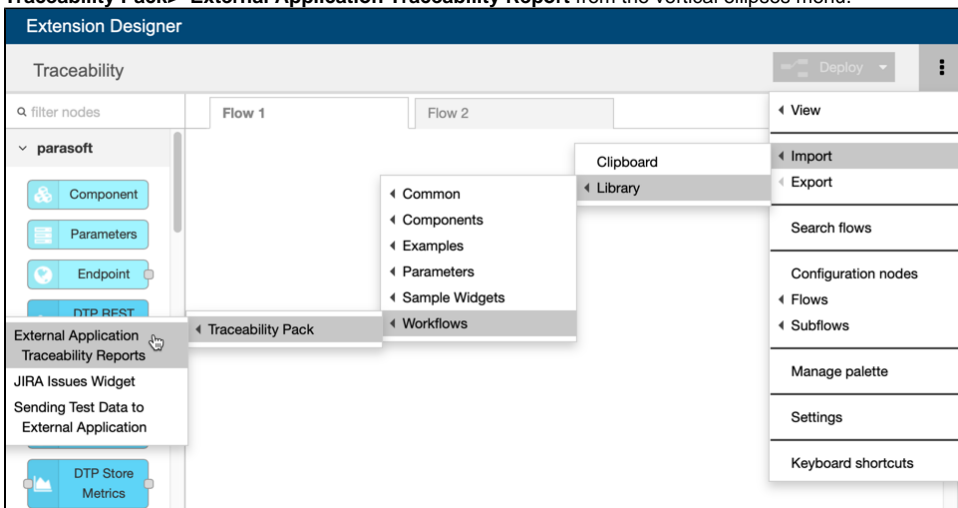 Traceability Pack> External Application Traceability Report from the vertical ellipses menu.
Extension Designer
Traceability
Deploy
filter nodes
Flow 1
Flow 2
View
parasoft
Clipboard
Import
Library
Export
Component
Common
Components
Search flows
Parameters
Examples
Parameters
Configuration nodes
Endpoint
Sample Widgets
Flows
DTP REST
Traceability Pack
Workflows
Subflows
External Application
Traceability Reports
Manage palette
JIRA Issues Widget
Sending Test Data to
External Application
Settings
Keyboard shortcuts
DTP Store
Metrics